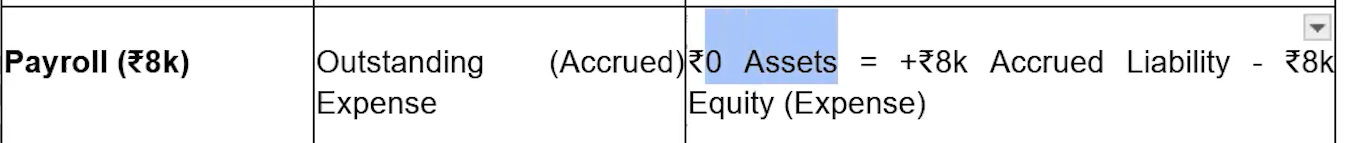 Payroll (₹8k)
Outstanding (Accrued)
Expense
₹0 Assets = +₹8k Accrued Liability - ₹8k
Equity (Expense)